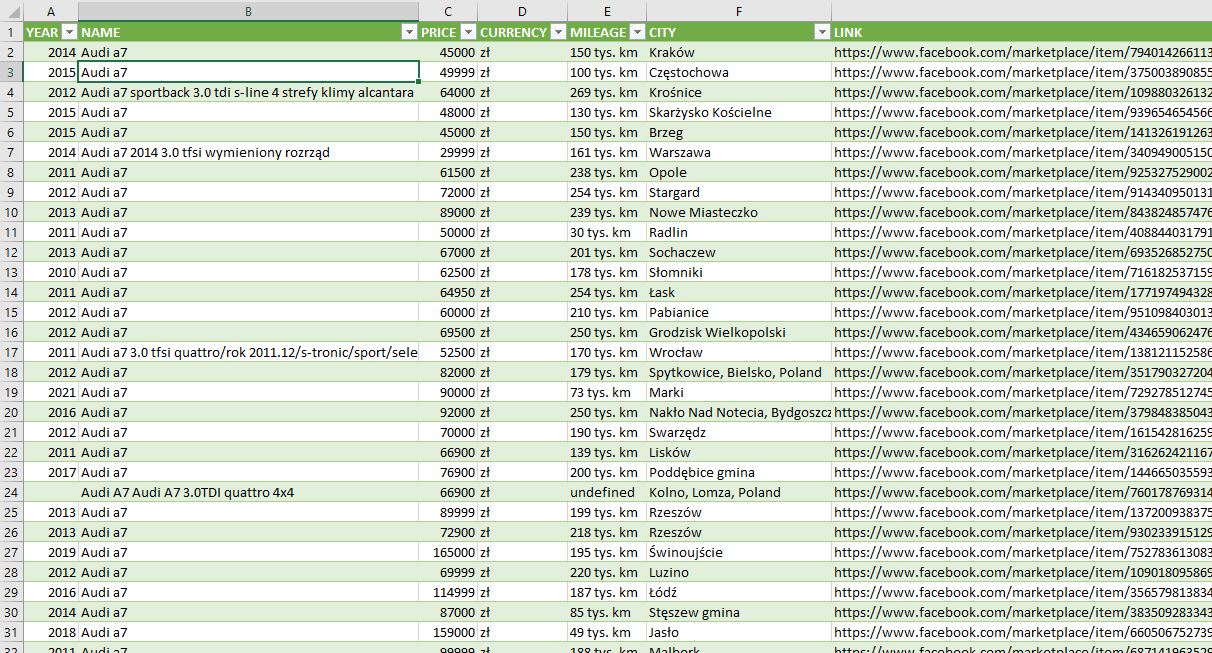 A B C D E F
1 YEAR NAME PRICE CURRENCY MILEAGE CITY LINK
2 2014 Audi a7 45000 zł 150 tys. km Kraków https://www.facebook.com/marketplace/item/794014266113
3 2015 Audi a7 49999 zł 100 tys. km Częstochowa https://www.facebook.com/marketplace/item/375003890855
4 2012 Audi a7 sportback 3.0 tdi s-line 4 strefy klimy alcantara 64000 zł 269 tys. km Krośnice https://www.facebook.com/marketplace/item/109880326132
5 2015 Audi a7 48000 zł 130 tys. km Skarżysko Kościelne https://www.facebook.com/marketplace/item/939654654566
6 2015 Audi a7 45000 zł 150 tys. km Brzeg https://www.facebook.com/marketplace/item/141326191263
7 2014 Audi a7 2014 3.0 tfsi wymieniony rozrząd 29999 zł 161 tys. km Warszawa https://www.facebook.com/marketplace/item/340949005150
8 2011 Audi a7 61500 zł 238 tys. km Opole https://www.facebook.com/marketplace/item/925327529002
9 2012 Audi a7 72000 zł 254 tys. km Stargard https://www.facebook.com/marketplace/item/914340950131
10 2013 Audi a7 89000 zł 239 tys. km Nowe Miasteczko https://www.facebook.com/marketplace/item/843824857476
11 2011 Audi a7 50000 zł 30 tys. km Radlin https://www.facebook.com/marketplace/item/408844031791
12 2013 Audi a7 67000 zł 201 tys. km Sochaczew https://www.facebook.com/marketplace/item/693526852750
13 2010 Audi a7 62500 zł 178 tys. km Słomniki https://www.facebook.com/marketplace/item/716182537159
14 2011 Audi a7 64950 zł 254 tys. km Łask https://www.facebook.com/marketplace/item/177197494328
15 2012 Audi a7 60000 zł 210 tys. km Pabianice https://www.facebook.com/marketplace/item/951098403013
16 2012 Audi a7 69500 zł 250 tys. km Grodzisk Wielkopolski https://www.facebook.com/marketplace/item/434659062476
17 2011 Audi a7 3.0 tfsi quattro/rok 2011.12/s-tronic/sport/sele 52500 zł 170 tys. km Wrocław https://www.facebook.com/marketplace/item/138121152586
18 2012 Audi a7 82000 zł 179 tys. km Spytkowice, Bielsko, Poland https://www.facebook.com/marketplace/item/351790327204
19 2021 Audi a7 90000 zł 73 tys. km Marki https://www.facebook.com/marketplace/item/729278512745
20 2016 Audi a7 92000 zł 250 tys. km Nakło Nad Notecia, Bydgoszcz https://www.facebook.com/marketplace/item/379848385043
21 2012 Audi a7 70000 zł 190 tys. km Swarzędz https://www.facebook.com/marketplace/item/161542816259
22 2011 Audi a7 66900 zł 139 tys. km Lisków https://www.facebook.com/marketplace/item/316262421167
23 2017 Audi a7 76900 zł 200 tys. km Poddębice gmina https://www.facebook.com/marketplace/item/144665035593
24 Audi A7 Audi A7 3.0TDI quattro 4x4 66900 zł undefined Kolno, Lomza, Poland https://www.facebook.com/marketplace/item/760178769314
25 2013 Audi a7 89999 zł 199 tys. km Rzeszów https://www.facebook.com/marketplace/item/137200938375
26 2013 Audi a7 72900 zł 218 tys. km Rzeszów https://www.facebook.com/marketplace/item/930233915129
27 2019 Audi a7 165000 zł 195 tys. km Świnoujście https://www.facebook.com/marketplace/item/752783613083
28 2012 Audi a7 69999 zł 220 tys. km Luzino https://www.facebook.com/marketplace/item/109018095869
29 2016 Audi a7 114999 zł 187 tys. km Łódź https://www.facebook.com/marketplace/item/356579813834
30 2014 Audi a7 87000 zł 85 tys. km Stęszew gmina https://www.facebook.com/marketplace/item/383509283343
31 2018 Audi a7 159000 zł 49 tys. km Jasło https://www.facebook.com/marketplace/item/660506752739
32 2011 Audi a7 99999 zł 188 tys. km Malbork